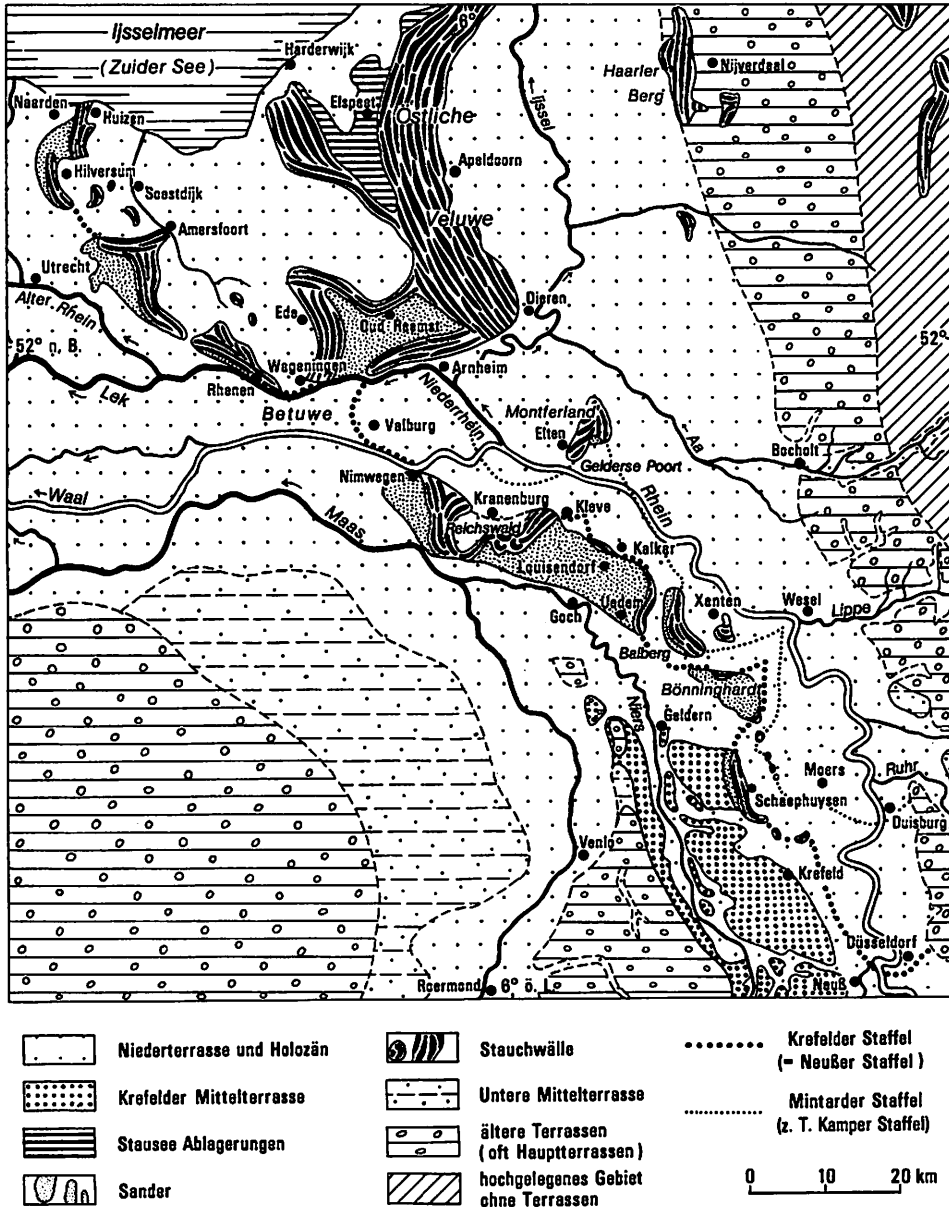 Ijsselmeer
(Zuider See)
Harderwijk
6°
Nijverdeel
Haarler
Berg
Naarden
Huizen
Elspeet
Östliche
←Ijssel
Hilversum
Soestdijk
Apeldoorn
Veluwe
Amersfoort
Utrecht
Alter Rhein
Ede
Oud Reemst
Dieren
52° n. B.
52°
Lek
Wageningen
Rhenen
Arnheim
Betuwe
Niederrhein
Montferland
Valburg
Elten
←Aa
Bocholt
Gelderse Poort
Nimwegen
←Waal
Kranenburg
Kleve
Rhein
Maas
Reichswald
Kalkar
Louisendorf
Goch
Uedem
Xanten
Wesel
Lippe
Balberg
Bönninghardt
Niers
Geldern
Moers
Ruhr
Schaephuysen
Duisburg
Venlo
Krefeld
Düsseldorf
Roermond
6° ö. L.
Neuß
Niederterrasse und Holozän
Krefelder Mittelterrasse
Stausee Ablagerungen
Sander
Stauchwälle
Untere Mittelterrasse
ältere Terrassen
(oft Hauptterrassen)
hochgelegenes Gebiet
ohne Terrassen
Krefelder Staffel
(= Neußer Staffel)
Mintarder Staffel
(z. T. Kamper Staffel)
0 10 20 km